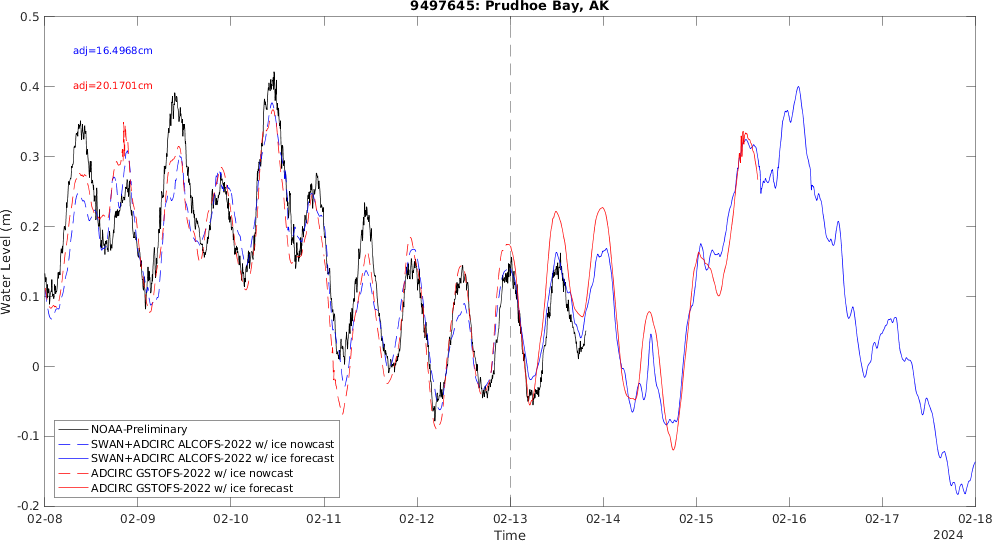 9497645: Prudhoe Bay, AK
adj=16.4968cm
adj=20.1701cm
Water Level (m)
0.5
0.4
0.3
0.2
0.1
0
-0.1
-0.2
NOAA-Preliminary
SWAN+ADCIRC ALCOFS-2022 w/ ice nowcast
SWAN+ADCIRC ALCOFS-2022 w/ ice forecast
ADCIRC GSTOFS-2022 w/ ice nowcast
ADCIRC GSTOFS-2022 w/ ice forecast
02-08 02-09 02-10 02-11 02-12 02-13 02-14 02-15 02-16 02-17 02-18
Time
2024